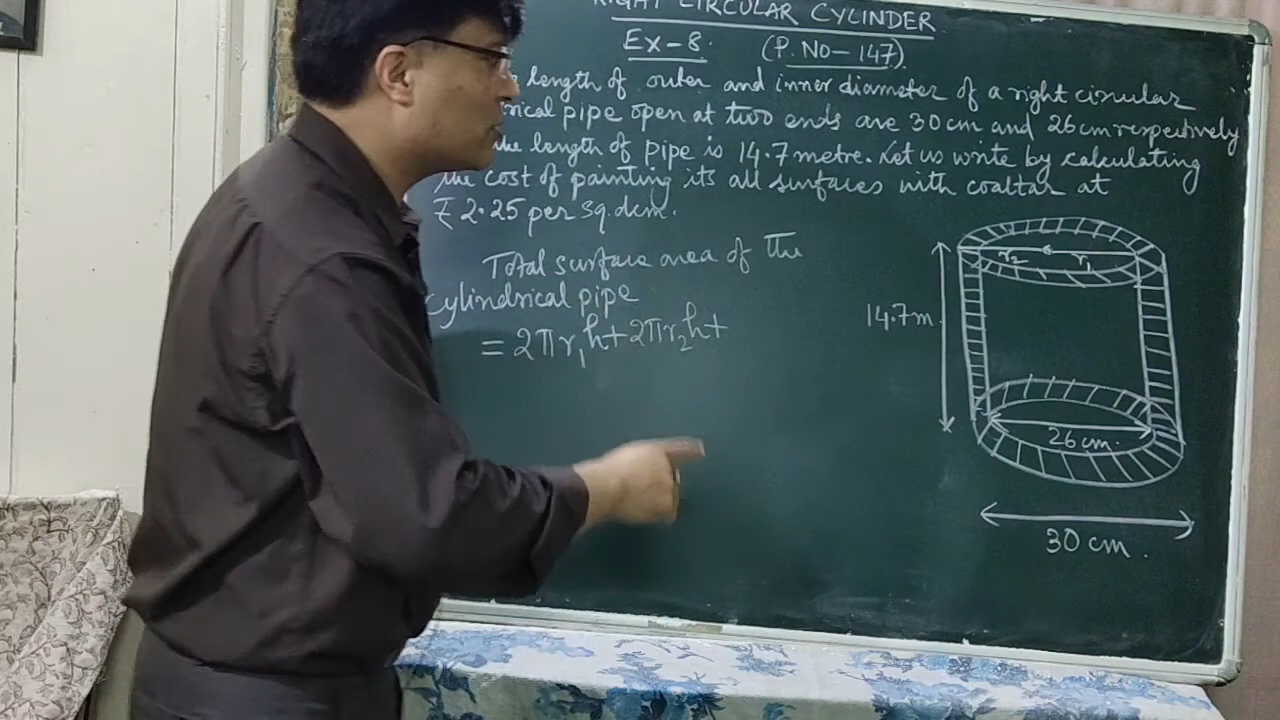 RIGHT CIRCULAR CYLINDER
Ex-8. (P. NO-147)
length of outer and inner diameter of a right circular
pipe open at two ends are 30 cm and 26 cm respectively
the length of pipe is 14.7 metre. Let us write by calculating
the cost of painting its all surfaces with coaltar at
₹ 2.25 per sq. dcm.
Total surface area of the
cylindrical pipe
= 2πr₁h + 2πr₂h +
r₂ r₁
14.7m.
26 cm.
30 cm.